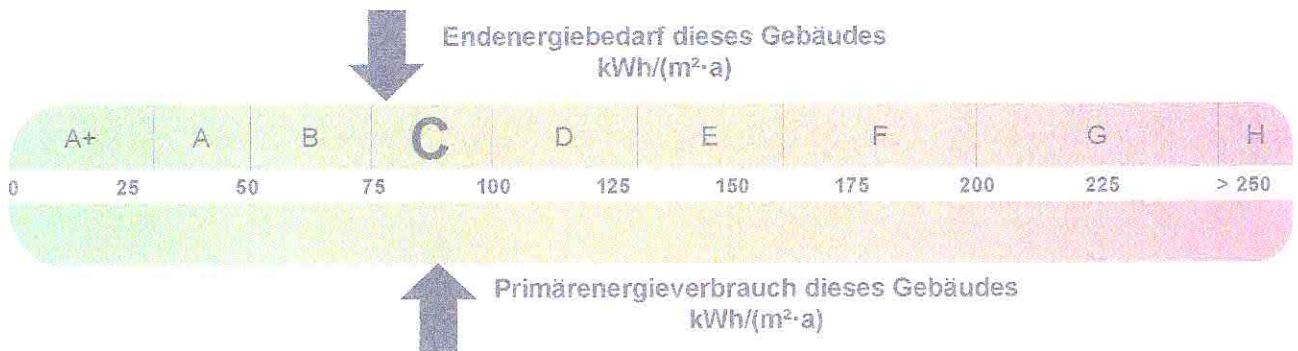 Endenergiebedarf dieses Gebäudes
kWh/(m²·a)
A+ A B C D E F G H
0 25 50 75 100 125 150 175 200 225 > 250
Primärenergieverbrauch dieses Gebäudes
kWh/(m²·a)